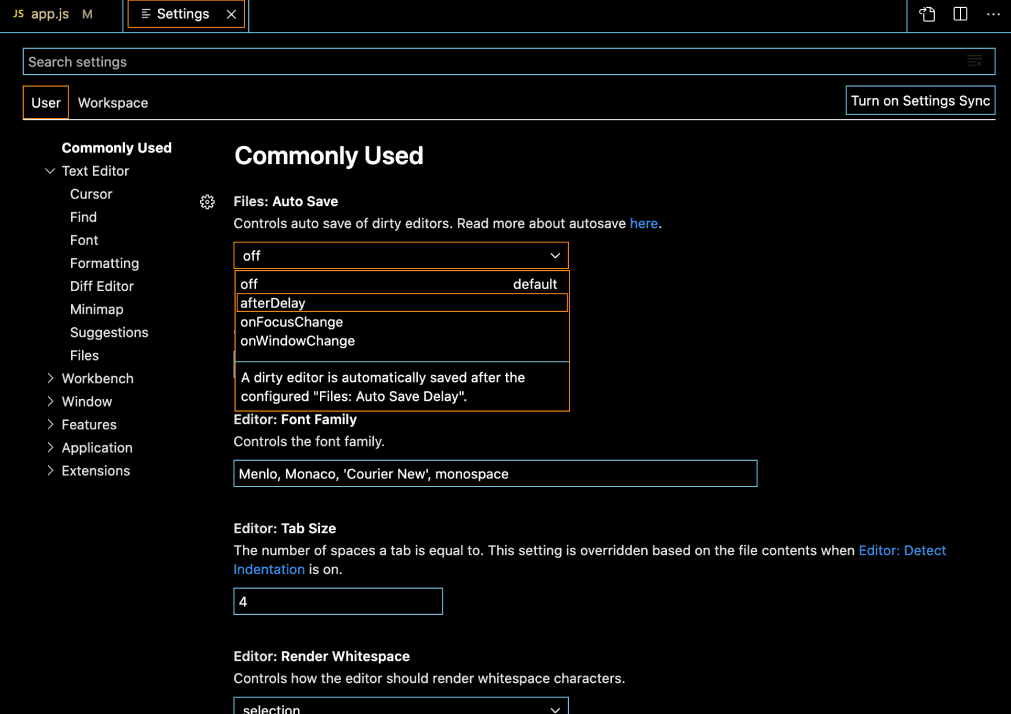 JS app.js M
Settings
Search settings
User Workspace
Turn on Settings Sync
Commonly Used
Text Editor
Cursor
Find
Font
Formatting
Diff Editor
Minimap
Suggestions
Files
Workbench
Window
Features
Application
Extensions
Commonly Used
Files: Auto Save
Controls auto save of dirty editors. Read more about autosave here.
off
off default
afterDelay
onFocusChange
onWindowChange
A dirty editor is automatically saved after the
configured "Files: Auto Save Delay".
Editor: Font Family
Controls the font family.
Menlo, Monaco, 'Courier New', monospace
Editor: Tab Size
The number of spaces a tab is equal to. This setting is overridden based on the file contents when Editor: Detect
Indentation is on.
4
Editor: Render Whitespace
Controls how the editor should render whitespace characters.
selection